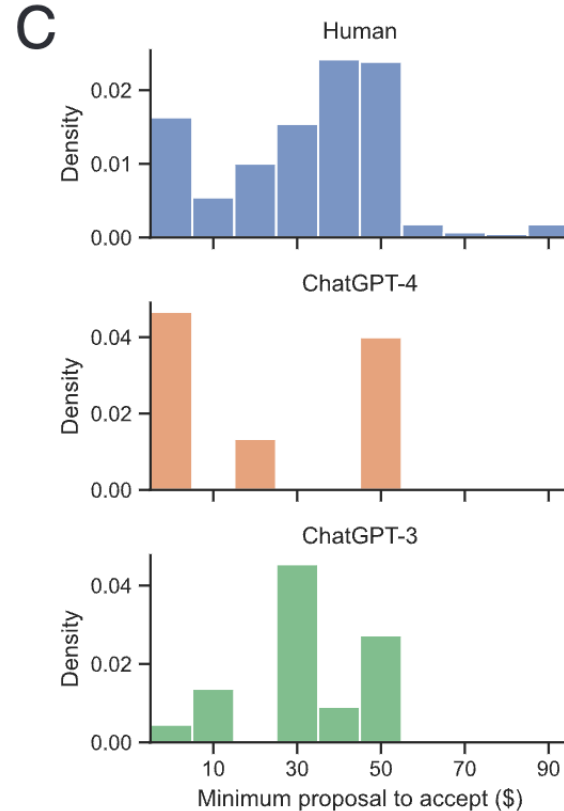 C
Human
Density
0.02
0.01
0.00
ChatGPT-4
Density
0.04
0.02
0.00
ChatGPT-3
Density
0.04
0.02
0.00
10 30 50 70 90
Minimum proposal to accept ($)